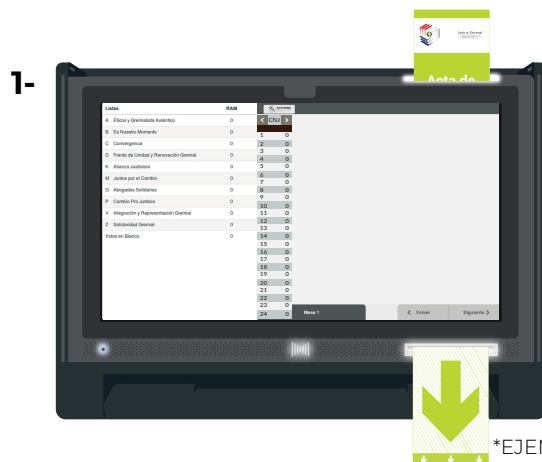 1-
Justicia Electoral
Acta de
Listas RAM
A Éticos y Gremialista Auténtico 0
B Es Nuestro Momento 0
C Convergencia 0
D Frente de Unidad y Renovación Gremial 0
K Alianza Justiciera 0
M Juntos por el Cambio 0
O Abogados Solidarios 0
P Cambio Pro Justicia 0
V Integración y Representación Gremial 0
Z Solidaridad Gremial 0
Votos en Blanco 0
< CNJ >
1 0
2 0
3 0
4 0
5 0
6 0
7 0
8 0
9 0
10 0
11 0
12 0
13 0
14 0
15 0
16 0
17 0
18 0
19 0
20 0
21 0
22 0
23 0
24 0
Mesa 1
< Volver
Siguiente >
*EJEM